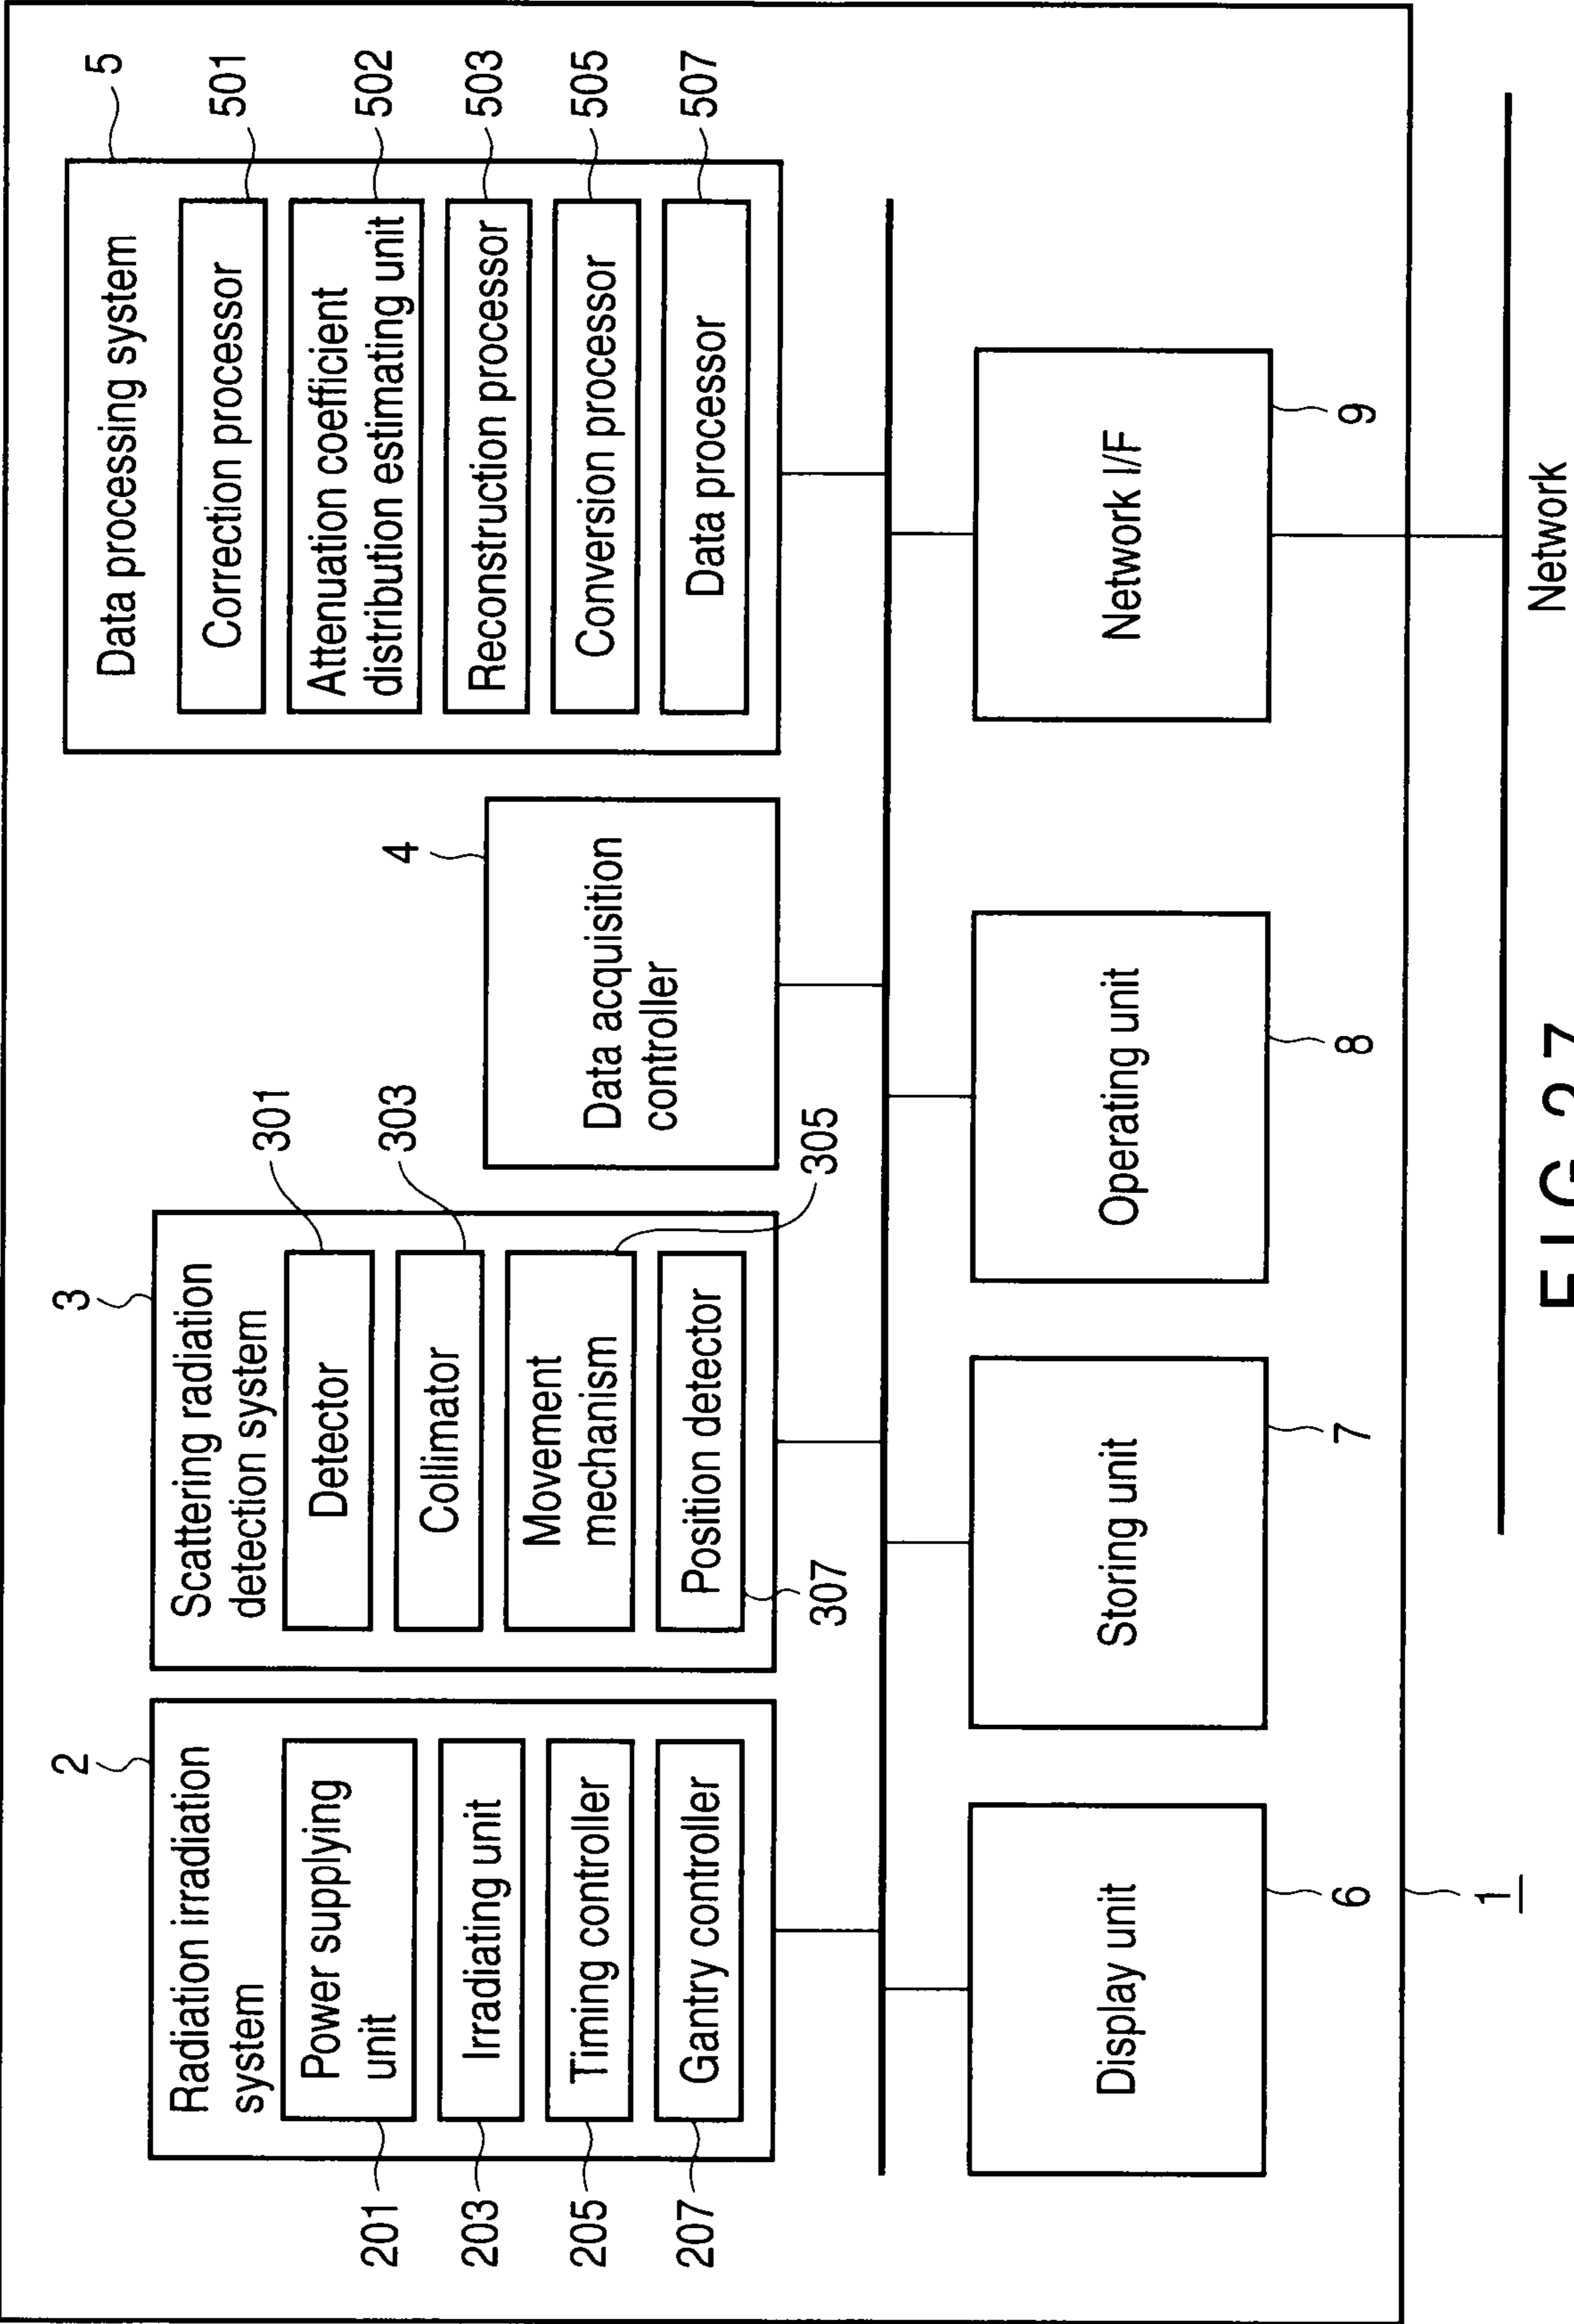 2
Radiation irradiation
system
Power supplying
unit
201
Irradiating unit
203
Timing controller
205
Gantry controller
207
3
Scattering radiation
detection system
Detector
301
Collimator
303
Movement
mechanism
305
Position detector
307
4
Data acquisition
controller
5
Data processing system
Correction processor
501
Attenuation coefficient
distribution estimating unit
502
Reconstruction processor
503
Conversion processor
505
Data processor
507
Display unit
6
Storing unit
7
Operating unit
8
Network I/F
9
1
Network
FIG. 27